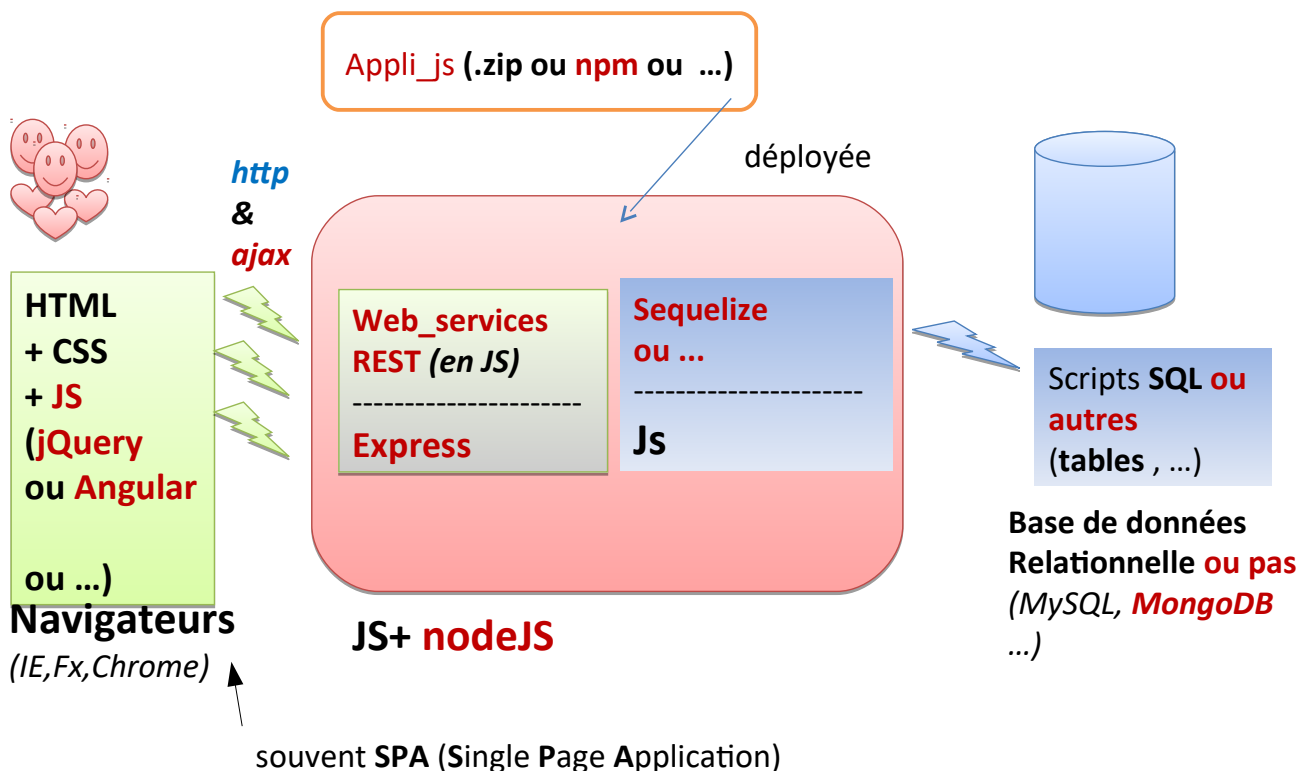 Appli_js (.zip ou npm ou ...)
déployée
http
&
ajax
HTML
+ CSS
+ JS
(jQuery
ou Angular
ou ...)
Navigateurs
(IE,Fx,Chrome)
Web_services
REST (en JS)
----------------------
Express
Sequelize
ou ...
----------------------
Js
JS+ nodeJS
Scripts SQL ou
autres
(tables , ...)
Base de données
Relationnelle ou pas
(MySQL, MongoDB
...)
souvent SPA (Single Page Application)